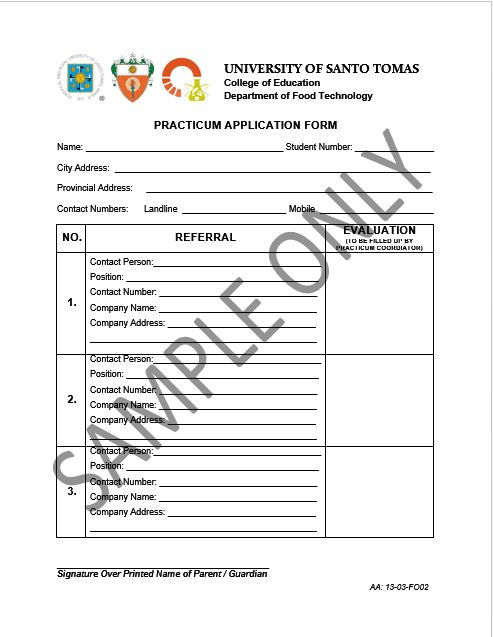 UNIVERSITY OF SANTO TOMAS
College of Education
Department of Food Technology
PRACTICUM APPLICATION FORM
Name: Student Number:
City Address:
Provincial Address:
Contact Numbers: Landline Mobile
NO. REFERRAL EVALUATION
(TO BE FILLED UP BY
PRACTICUM COORDIATOR)
1.
Contact Person:
Position:
Contact Number:
Company Name:
Company Address:
2.
Contact Person:
Position:
Contact Number:
Company Name:
Company Address:
3.
Contact Person:
Position:
Contact Number:
Company Name:
Company Address:
SAMPLE ONLY
Signature Over Printed Name of Parent / Guardian
AA: 13-03-FO02